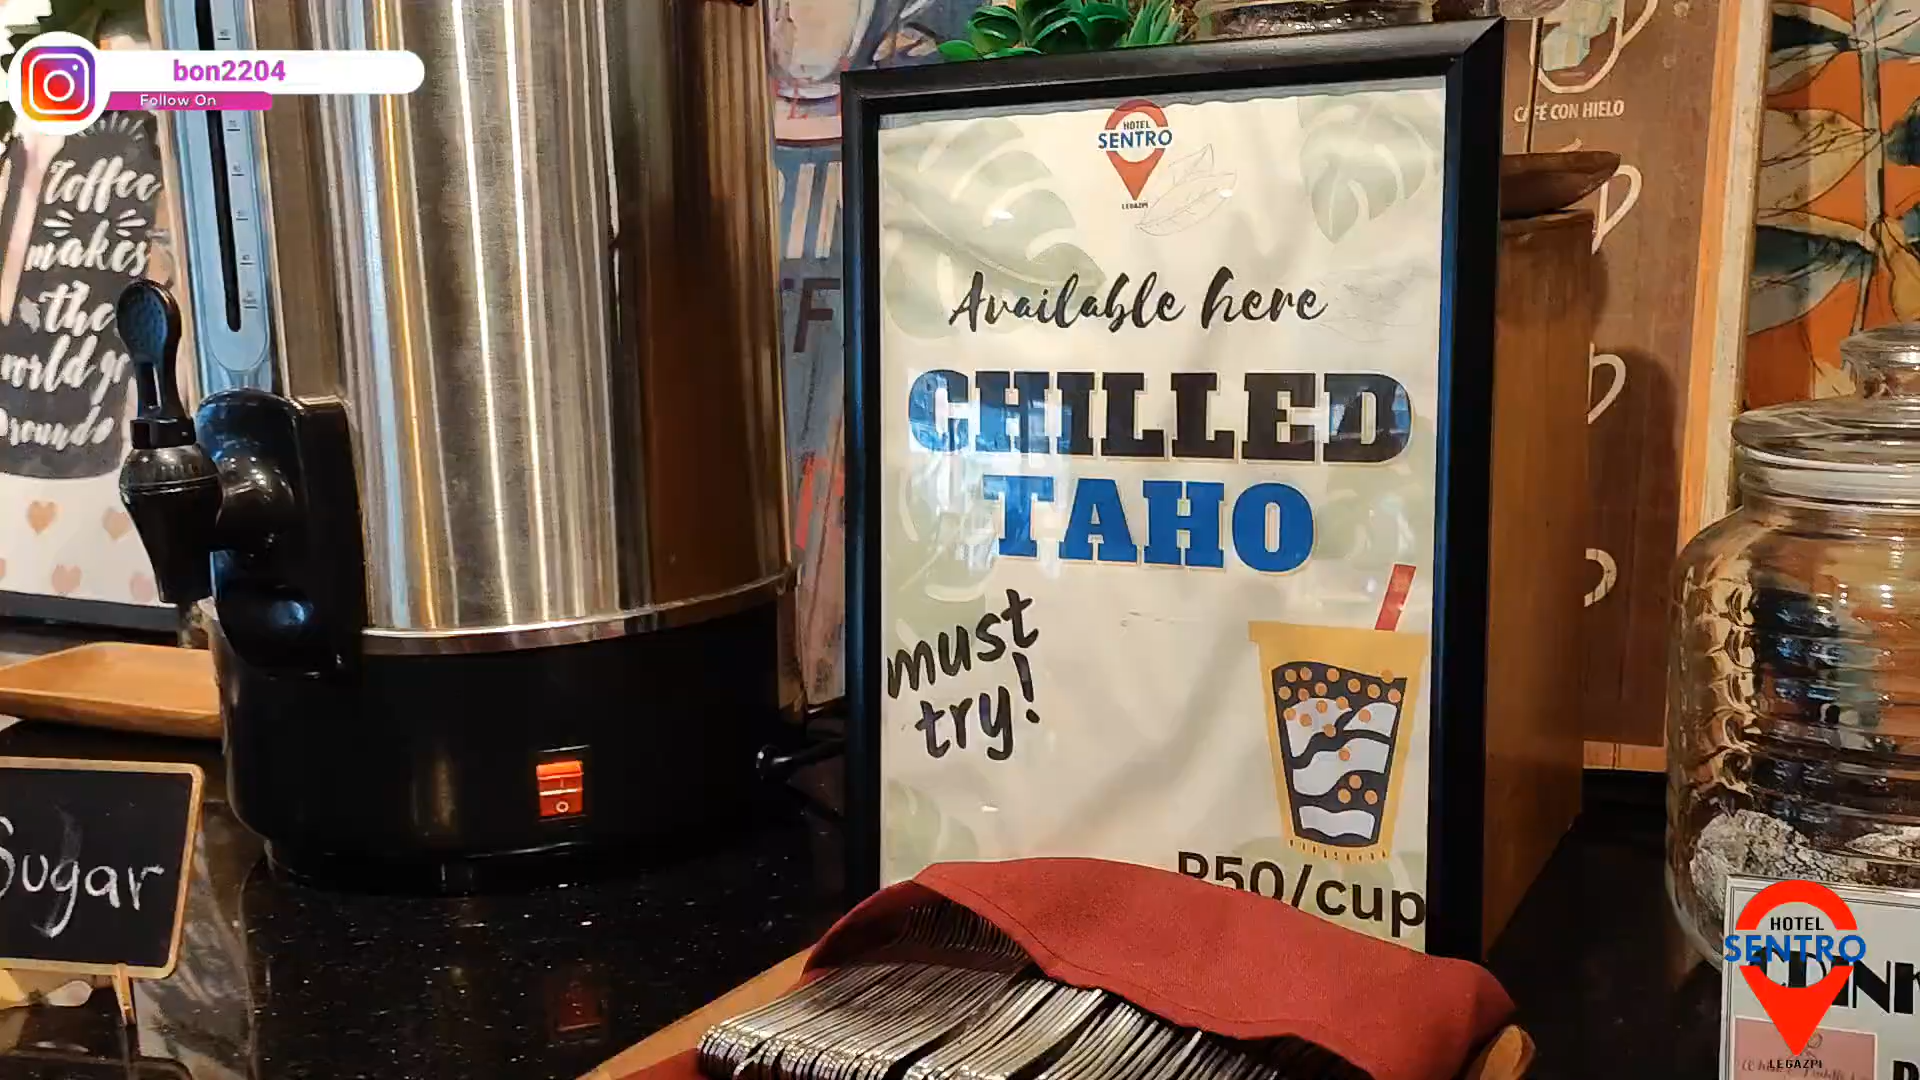 bon2204
Follow On
Coffee
makes
the
HOTEL
SENTRO
LEGAZPI
Available here
CHILLED
TAHO
must
try!
P50/cup
CAFÉ CON HIELO
Sugar
HOTEL
SENTRO
LEGAZPI